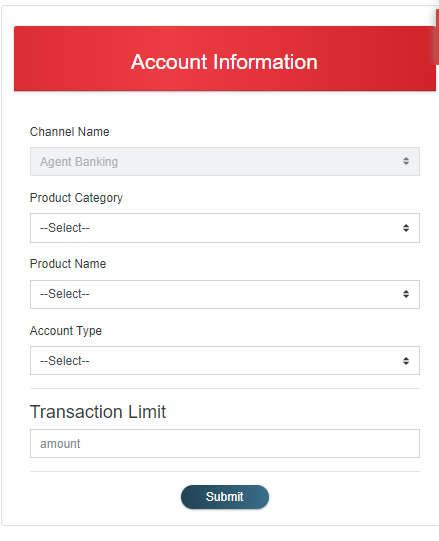 Account Information
Channel Name
Agent Banking
Product Category
--Select--
Product Name
--Select--
Account Type
--Select--
Transaction Limit
amount
Submit